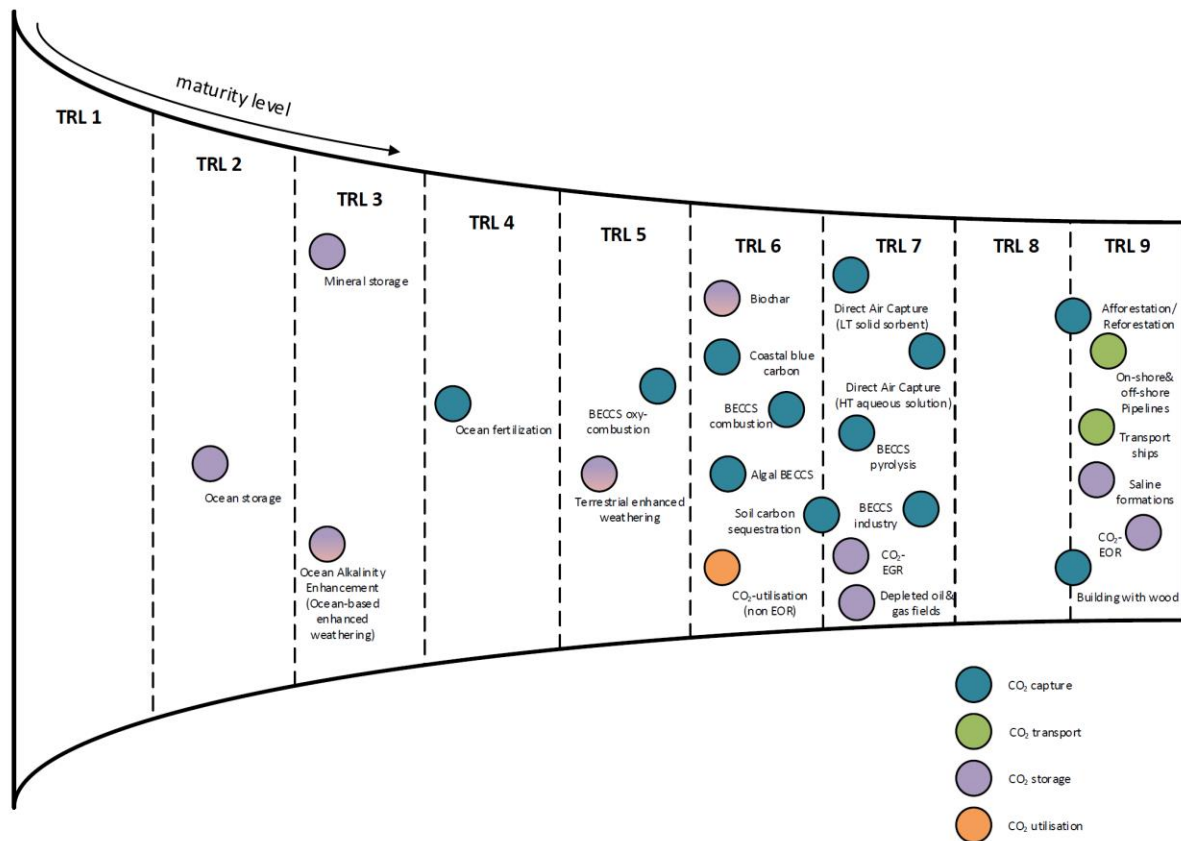 maturity level
TRL 1
TRL 2
Ocean storage
TRL 3
Mineral storage
Ocean Alkalinity
Enhancement
(Ocean-based
enhanced
weathering)
TRL 4
Ocean fertilization
TRL 5
BECCS oxy-
combustion
Terrestrial enhanced
weathering
TRL 6
Biochar
Coastal blue
carbon
BECCS
combustion
Algal BECCS
Soil carbon
sequestration
CO₂-utilisation
(non EOR)
TRL 7
Direct Air Capture
(LT solid sorbent)
Direct Air Capture
(HT aqueous solution)
BECCS
pyrolysis
BECCS
industry
CO₂-
EGR
Depleted oil &
gas fields
TRL 8
TRL 9
Afforestation/
Reforestation
On-shore &
off-shore
Pipelines
Transport
ships
Saline
formations
CO₂-
EOR
Building with wood
CO₂ capture
CO₂ transport
CO₂ storage
CO₂ utilisation